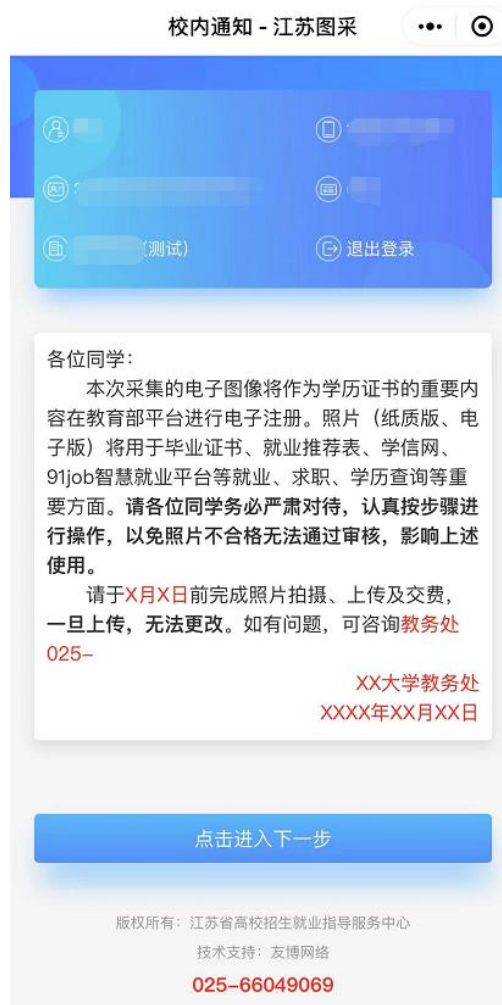 校内通知 - 江苏图采
(测试)
退出登录
各位同学：
本次采集的电子图像将作为学历证书的重要内
容在教育部平台进行电子注册。照片（纸质版、电
子版）将用于毕业证书、就业推荐表、学信网、
91job智慧就业平台等就业、求职、学历查询等重
要方面。请各位同学务必严肃对待，认真按步骤进
行操作，以免照片不合格无法通过审核，影响上述
使用。
请于X月X日前完成照片拍摄、上传及交费，
一旦上传，无法更改。如有问题，可咨询教务处
025–
XX大学教务处
XXXX年XX月XX日
点击进入下一步
版权所有：江苏省高校招生就业指导服务中心
技术支持：友博网络
025–66049069